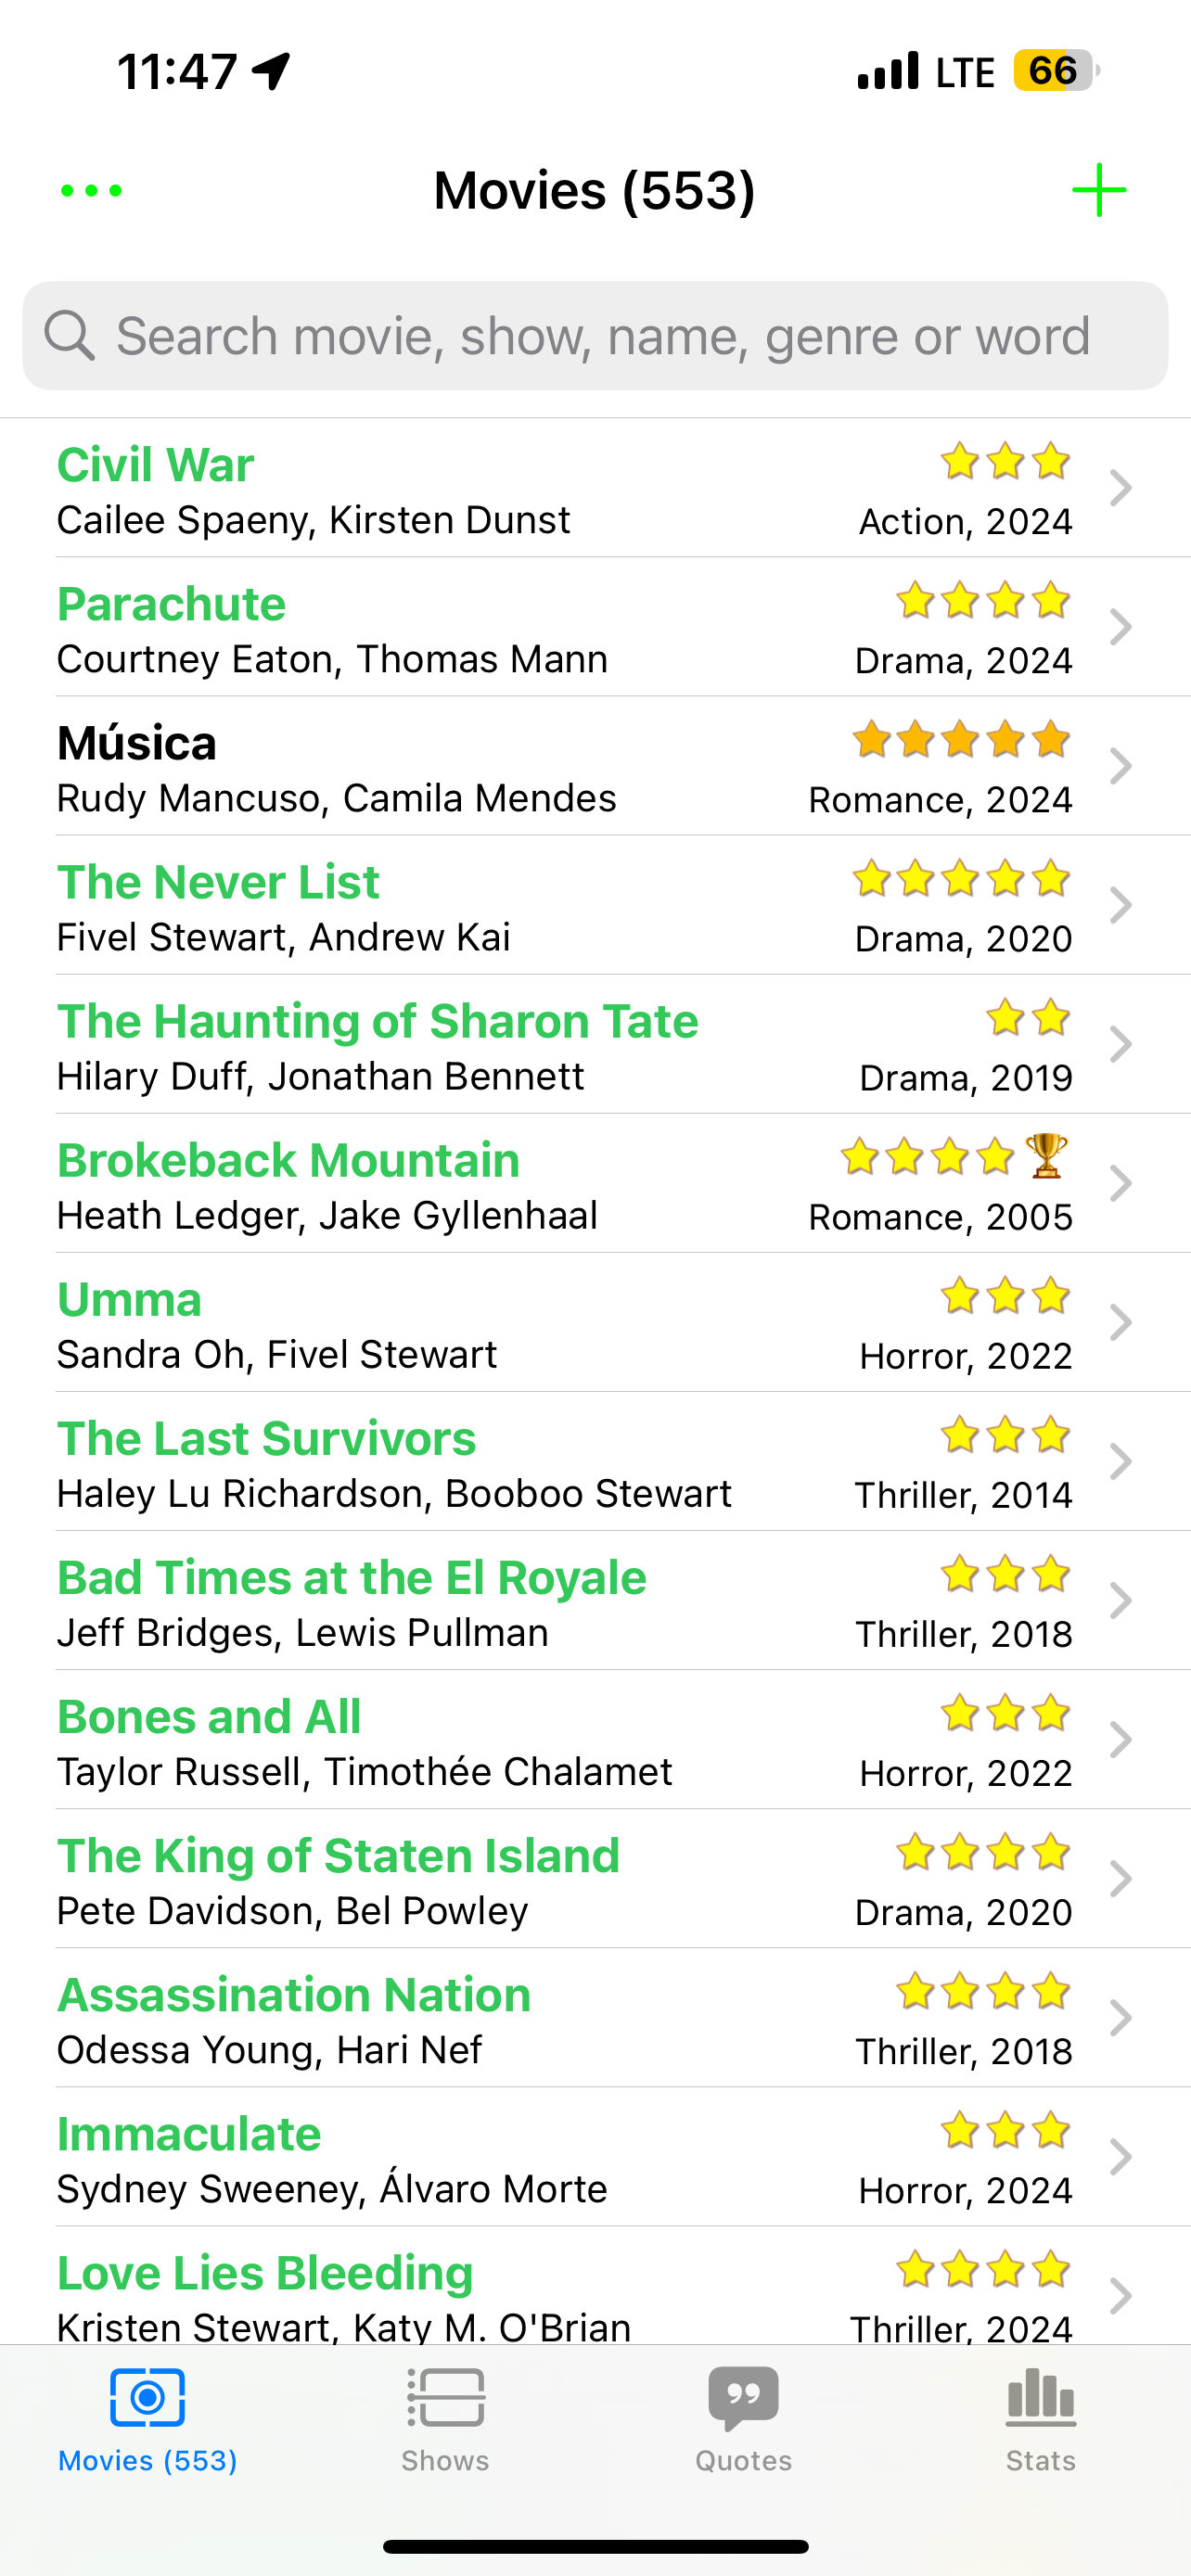 11:47
LTE 66
Movies (553)
Search movie, show, name, genre or word
Civil War
Cailee Spaeny, Kirsten Dunst
Action, 2024
Parachute
Courtney Eaton, Thomas Mann
Drama, 2024
Música
Rudy Mancuso, Camila Mendes
Romance, 2024
The Never List
Fivel Stewart, Andrew Kai
Drama, 2020
The Haunting of Sharon Tate
Hilary Duff, Jonathan Bennett
Drama, 2019
Brokeback Mountain
Heath Ledger, Jake Gyllenhaal
Romance, 2005
Umma
Sandra Oh, Fivel Stewart
Horror, 2022
The Last Survivors
Haley Lu Richardson, Booboo Stewart
Thriller, 2014
Bad Times at the El Royale
Jeff Bridges, Lewis Pullman
Thriller, 2018
Bones and All
Taylor Russell, Timothée Chalamet
Horror, 2022
The King of Staten Island
Pete Davidson, Bel Powley
Drama, 2020
Assassination Nation
Odessa Young, Hari Nef
Thriller, 2018
Immaculate
Sydney Sweeney, Álvaro Morte
Horror, 2024
Love Lies Bleeding
Kristen Stewart, Katy M. O'Brian
Thriller, 2024
Movies (553)
Shows
Quotes
Stats